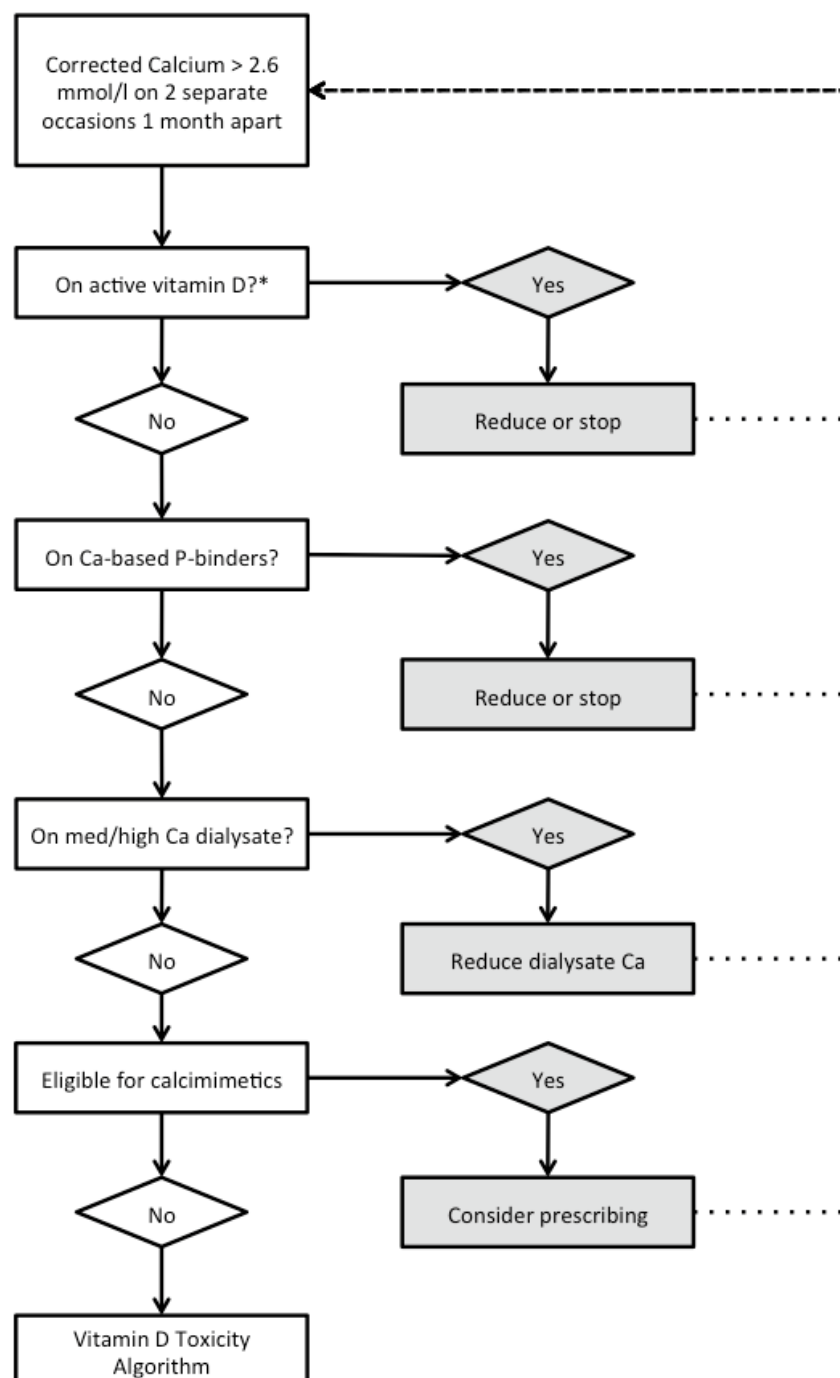 Corrected Calcium > 2.6
mmol/l on 2 separate
occasions 1 month apart
On active vitamin D?*
Yes
No
Reduce or stop
On Ca-based P-binders?
Yes
No
Reduce or stop
On med/high Ca dialysate?
Yes
No
Reduce dialysate Ca
Eligible for calcimimetics
Yes
No
Consider prescribing
Vitamin D Toxicity
Algorithm